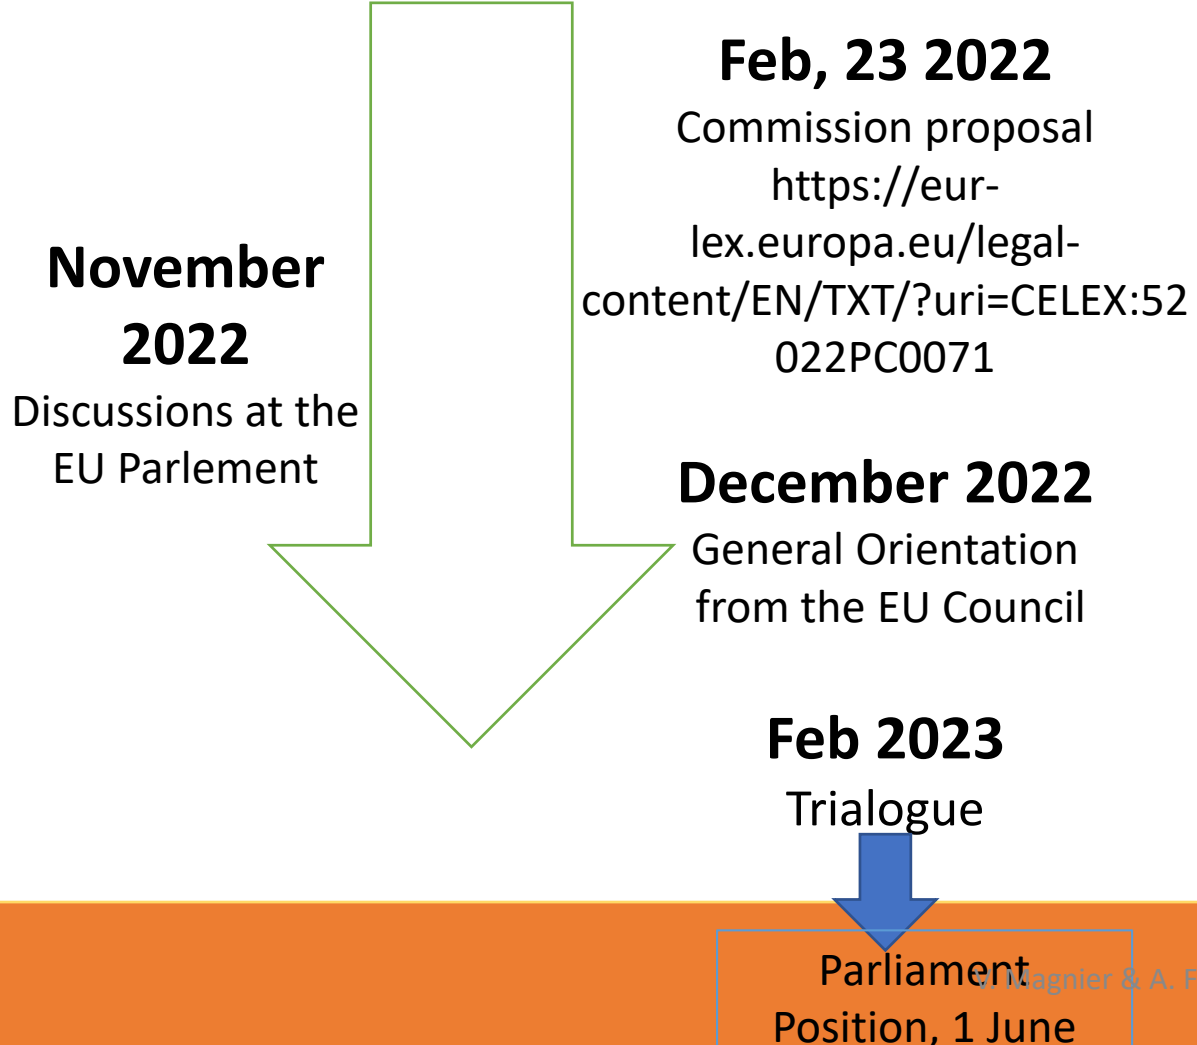 Feb, 23 2022
Commission proposal
https://eur-
lex.europa.eu/legal-
content/EN/TXT/?uri=CELEX:52
022PC0071
November
2022
Discussions at the
EU Parlement
December 2022
General Orientation
from the EU Council
Feb 2023
Trialogue
Parliament
Position, 1 June
V. Magnier & A. F